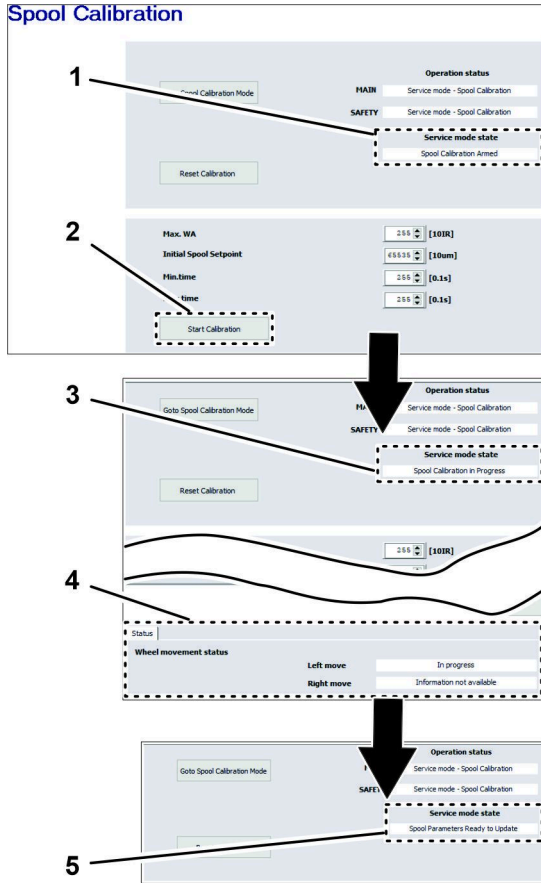 Spool Calibration
1
Operation status
Spool Calibration Mode
MAIN Service mode - Spool Calibration
SAFETY Service mode - Spool Calibration
Service mode state
Spool Calibration Armed
Reset Calibration
2
Max. WA 255 [10IR]
Initial Spool Setpoint 65535 [10um]
Min.time 255 [0.1s]
time 255 [0.1s]
Start Calibration
3
Operation status
Goto Spool Calibration Mode
Service mode - Spool Calibration
SAFETY Service mode - Spool Calibration
Service mode state
Spool Calibration in Progress
Reset Calibration
255 [10IR]
4
Status
Wheel movement status
Left move In progress
Right move Information not available
Operation status
Goto Spool Calibration Mode
Service mode - Spool Calibration
Service mode - Spool Calibration
Service mode state
Spool Parameters Ready to Update
5